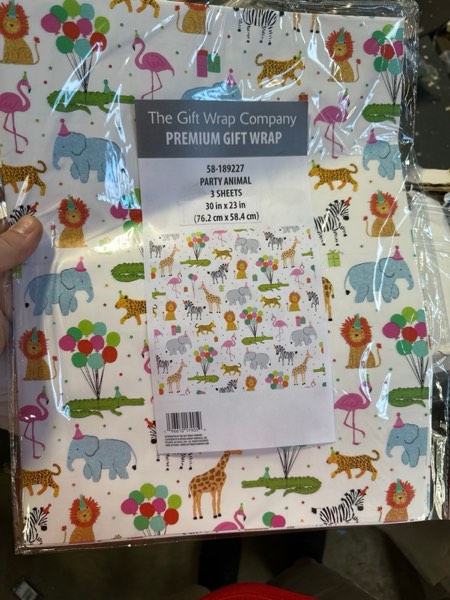 The Gift Wrap Company
PREMIUM GIFT WRAP
58-189227
PARTY ANIMAL
3 SHEETS
30 in x 23 in
(76.2 cm x 58.4 cm)